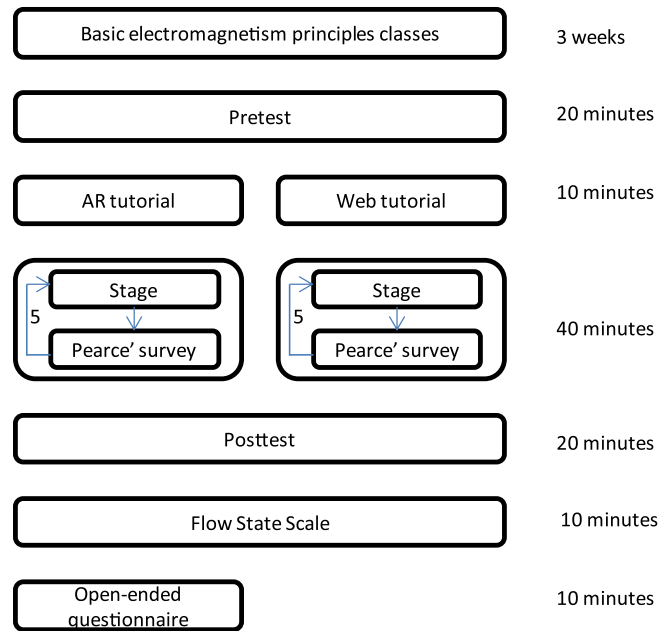 Basic electromagnetism principles classes
3 weeks
Pretest
20 minutes
AR tutorial
Web tutorial
10 minutes
Stage
5
Pearce’ survey
Stage
5
Pearce’ survey
40 minutes
Posttest
20 minutes
Flow State Scale
10 minutes
Open-ended
questionnaire
10 minutes